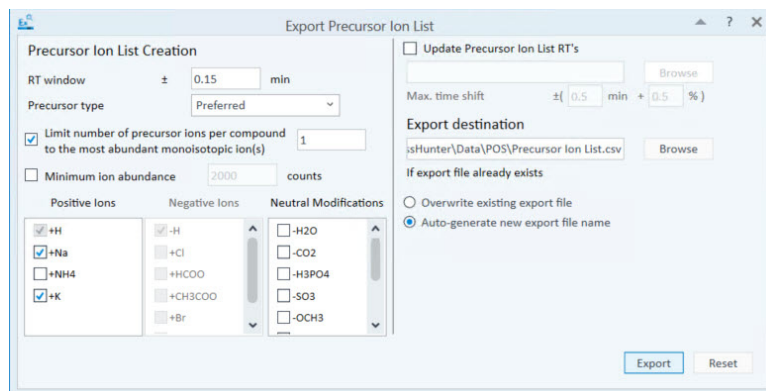 Export Precursor Ion List
Precursor Ion List Creation
RT window ± 0.15 min
Precursor type Preferred
Limit number of precursor ions per compound
to the most abundant monoisotopic ion(s)
1
Minimum ion abundance 2000 counts
Positive Ions
+H
+Na
+NH4
+K
Negative Ions
-H
+Cl
+HCOO
+CH3COO
+Br
Neutral Modifications
-H2O
-CO2
-H3PO4
-SO3
-OCH3
Update Precursor Ion List RT's
Browse
Max. time shift ±( 0.5 min + 0.5 % )
Export destination
ssHunter\Data\POS\Precursor Ion List.csv Browse
If export file already exists
Overwrite existing export file
Auto-generate new export file name
Export Reset